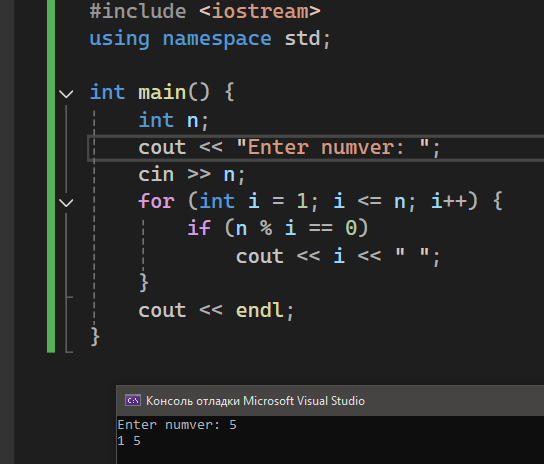 #include <iostream>
using namespace std;
int main() {
int n;
cout << "Enter numver: ";
cin >> n;
for (int i = 1; i <= n; i++) {
if (n % i == 0)
cout << i << " ";
}
cout << endl;
}
C:\ Консоль отладки Microsoft Visual Studio
Enter numver: 5
1 5